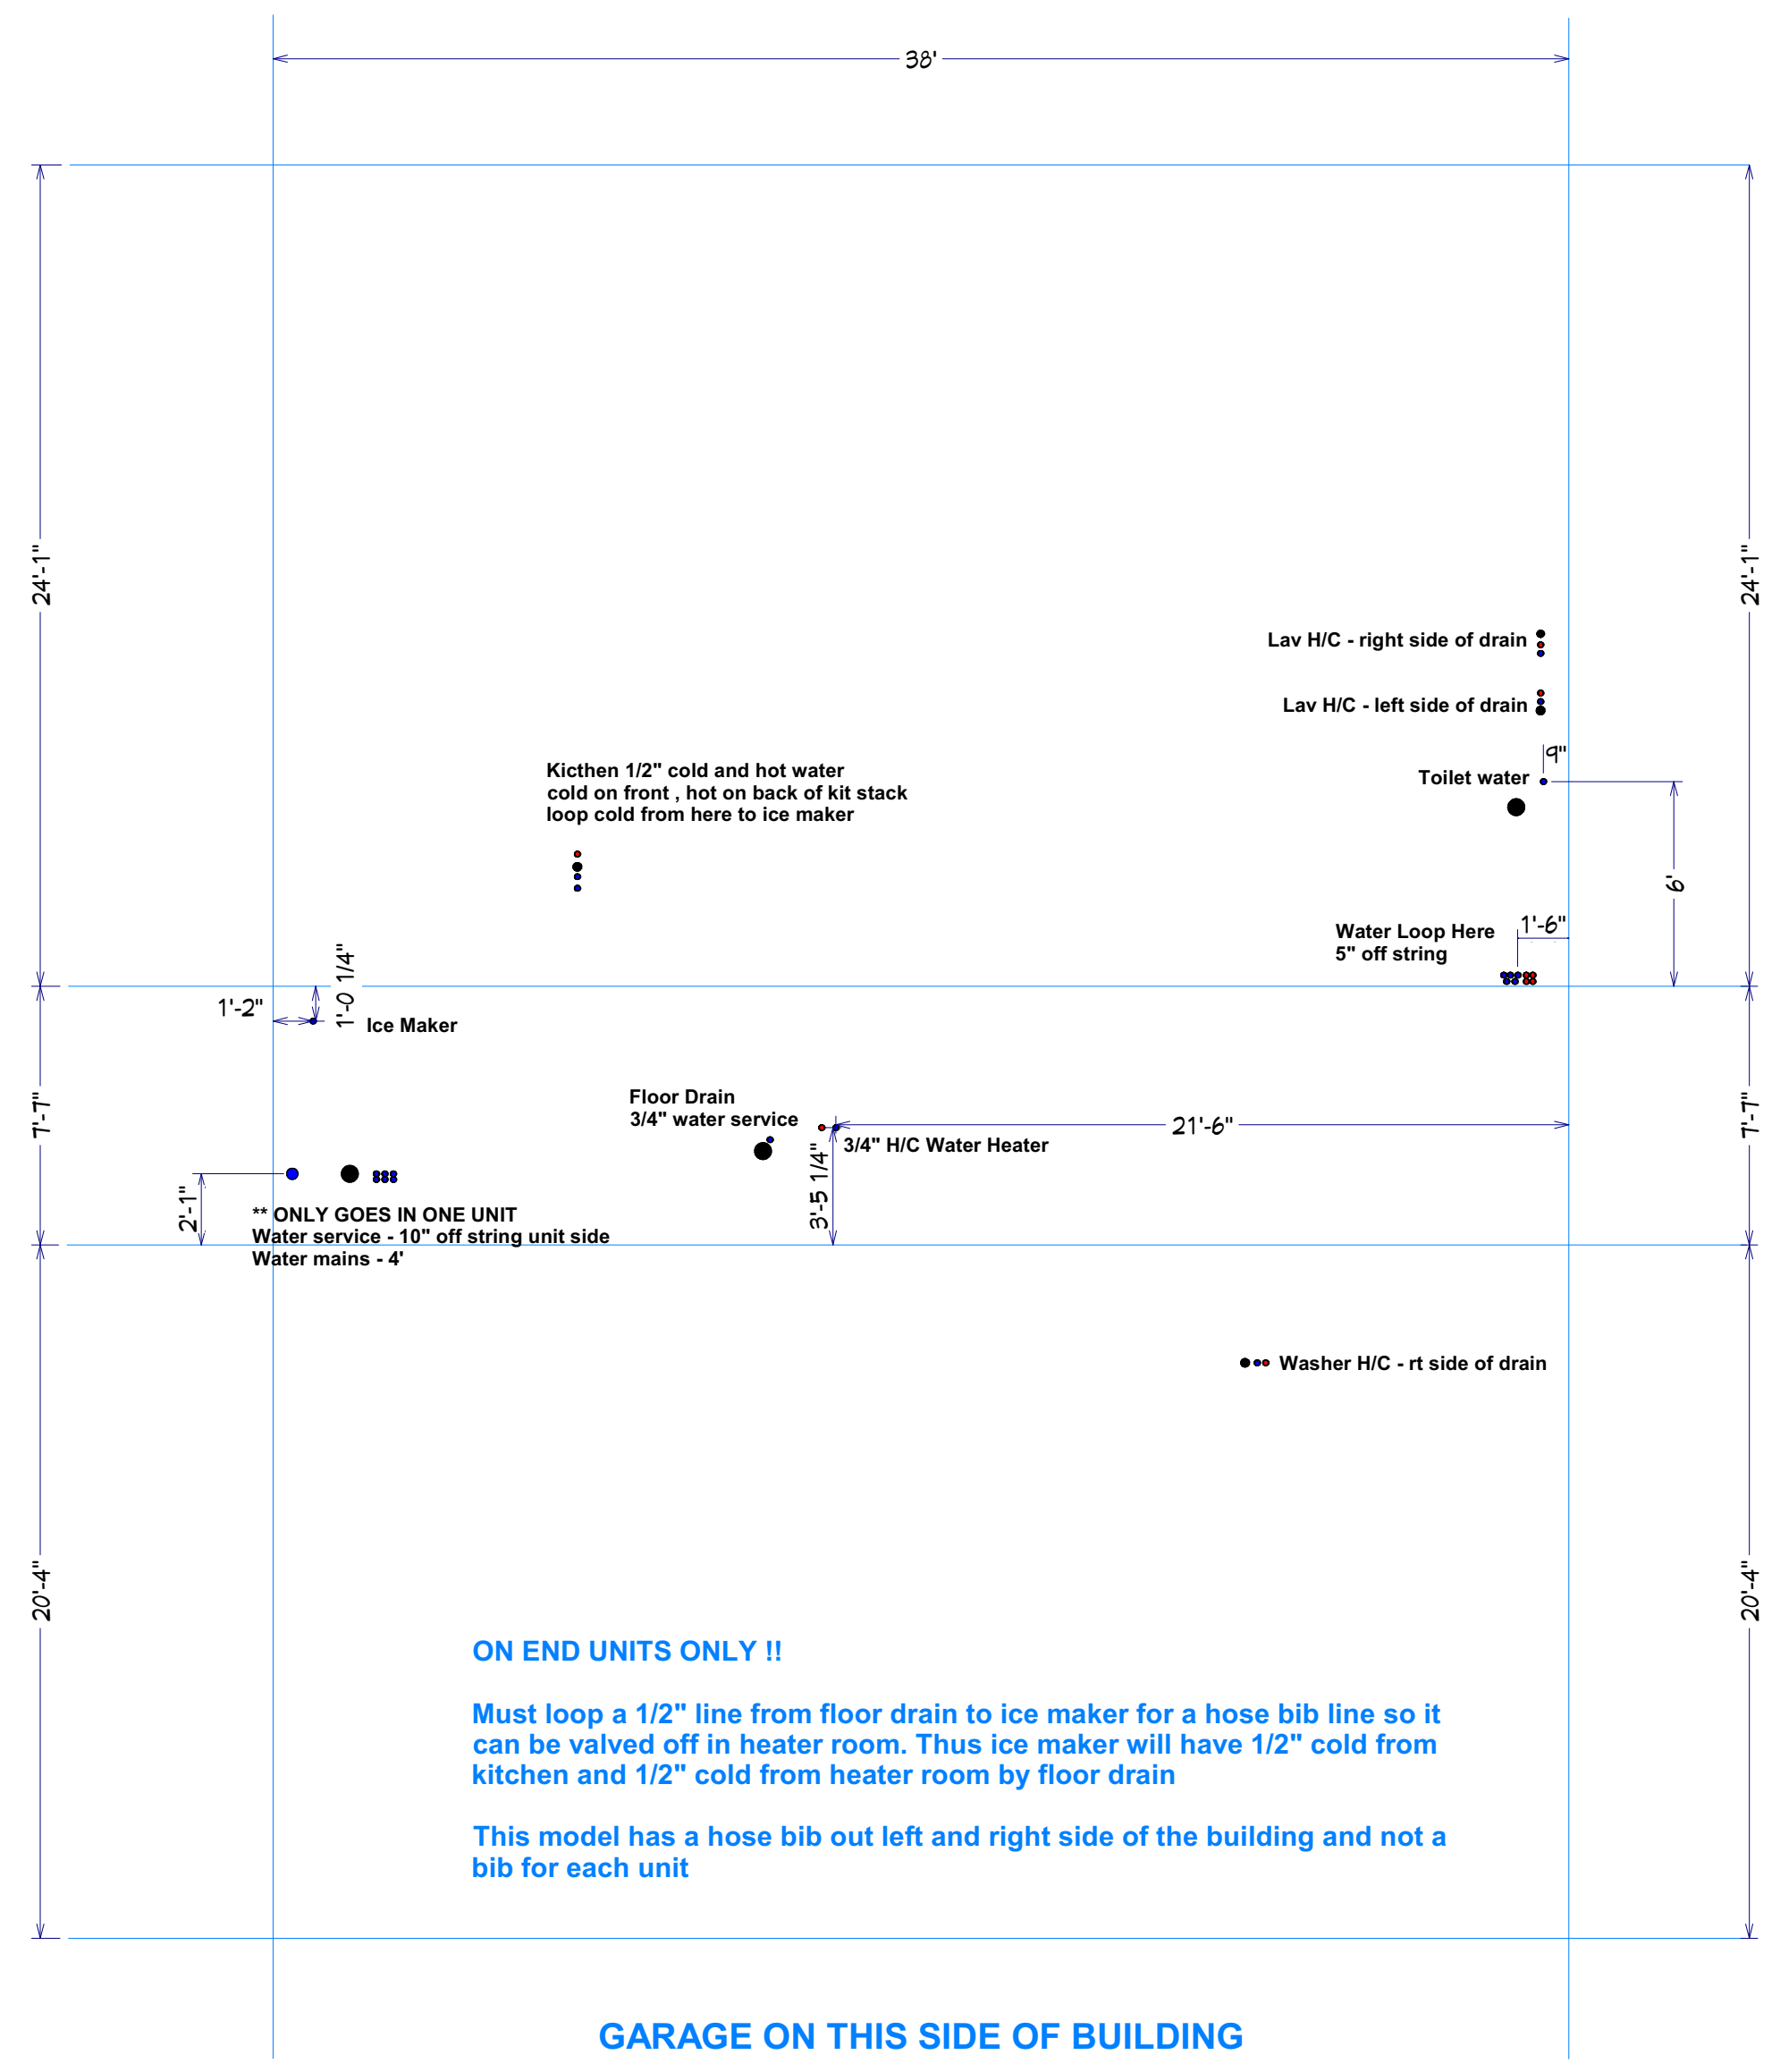 38'
24'-1"
24'-1"
Lav H/C - right side of drain
Lav H/C - left side of drain
9"
Toilet water
Kicthen 1/2" cold and hot water
cold on front , hot on back of kit stack
loop cold from here to ice maker
6'
1'-6"
Water Loop Here
5" off string
1'-0 1/4"
1'-2"
Ice Maker
7'-7"
7'-7"
Floor Drain
3/4" water service
21'-6"
3/4" H/C Water Heater
3'-5 1/4"
2'-1"
** ONLY GOES IN ONE UNIT
Water service - 10" off string unit side
Water mains - 4'
Washer H/C - rt side of drain
20'-4"
20'-4"
ON END UNITS ONLY !!
Must loop a 1/2" line from floor drain to ice maker for a hose bib line so it
can be valved off in heater room. Thus ice maker will have 1/2" cold from
kitchen and 1/2" cold from heater room by floor drain
This model has a hose bib out left and right side of the building and not a
bib for each unit
GARAGE ON THIS SIDE OF BUILDING